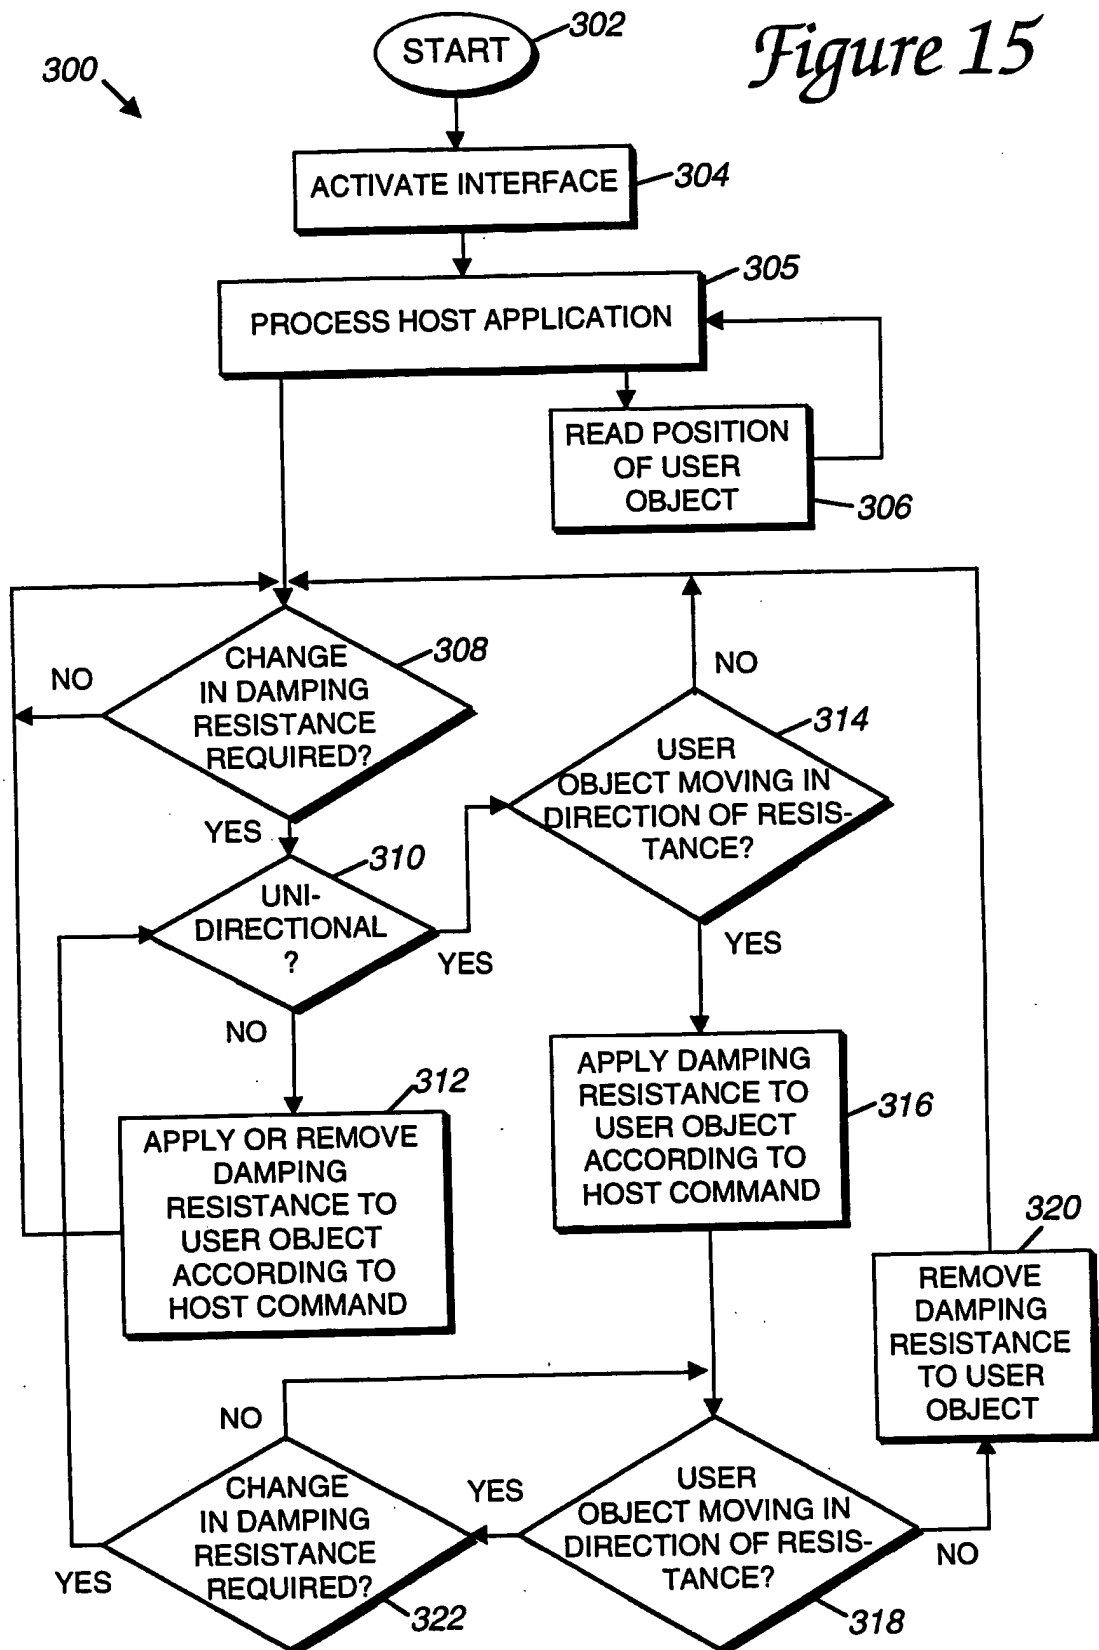 Figure 15
300
START
302
ACTIVATE INTERFACE
304
PROCESS HOST APPLICATION
305
READ POSITION
OF USER
OBJECT
306
CHANGE
IN DAMPING
RESISTANCE
REQUIRED?
308
NO
YES
UNI-
DIRECTIONAL
?
310
YES
NO
USER
OBJECT MOVING IN
DIRECTION OF RESIS-
TANCE?
314
NO
YES
APPLY OR REMOVE
DAMPING
RESISTANCE TO
USER OBJECT
ACCORDING TO
HOST COMMAND
312
APPLY DAMPING
RESISTANCE TO
USER OBJECT
ACCORDING TO
HOST COMMAND
316
REMOVE
DAMPING
RESISTANCE
TO USER
OBJECT
320
USER
OBJECT MOVING IN
DIRECTION OF RESIS-
TANCE?
318
YES
NO
CHANGE
IN DAMPING
RESISTANCE
REQUIRED?
322
NO
YES